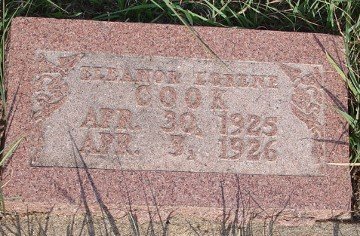 ELEANOR LORENE
COOK
APR. 30, 1925
APR. 3, 1926